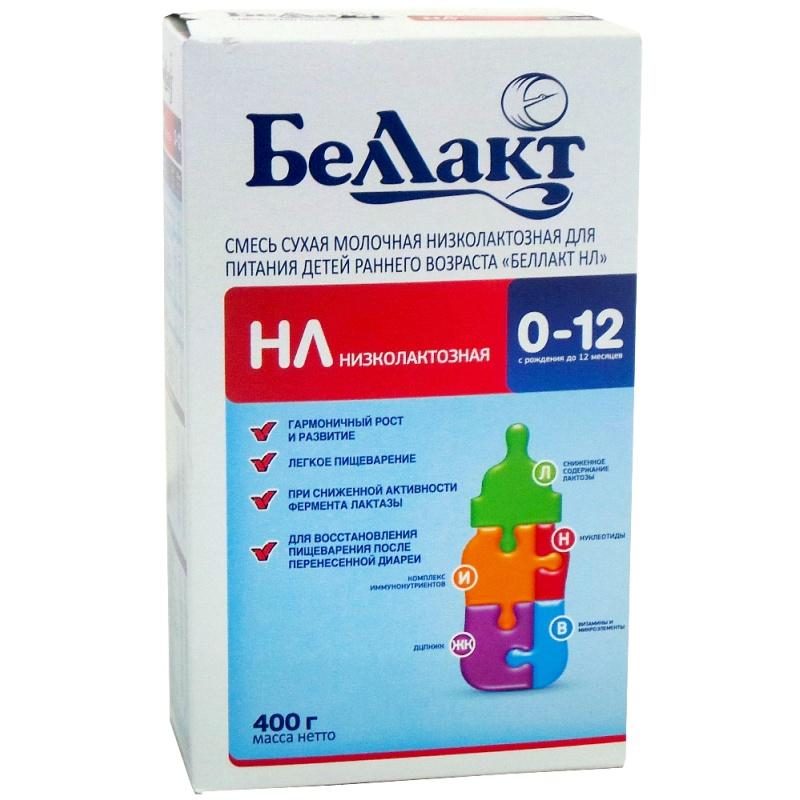 Беллакт
СМЕСЬ СУХАЯ МОЛОЧНАЯ НИЗКОЛАКТОЗНАЯ ДЛЯ
ПИТАНИЯ ДЕТЕЙ РАННЕГО ВОЗРАСТА «БЕЛЛАКТ НЛ»
НЛ НИЗКОЛАКТОЗНАЯ
0-12
с рождения до 12 месяцев
ГАРМОНИЧНЫЙ РОСТ
И РАЗВИТИЕ
ЛЕГКОЕ ПИЩЕВАРЕНИЕ
ПРИ СНИЖЕННОЙ АКТИВНОСТИ
ФЕРМЕНТА ЛАКТАЗЫ
ДЛЯ ВОССТАНОВЛЕНИЯ
ПИЩЕВАРЕНИЯ ПОСЛЕ
ПЕРЕНЕСЕННОЙ ДИАРЕИ
Л
СНИЖЕННОЕ
СОДЕРЖАНИЕ
ЛАКТОЗЫ
Н
НУКЛЕОТИДЫ
КОМПЛЕКС
ИММУНОНУТРИЕНТОВ
И
В
ВИТАМИНЫ И
МИКРОЭЛЕМЕНТЫ
ДЦПНЖК
ЖК
400 г
масса нетто